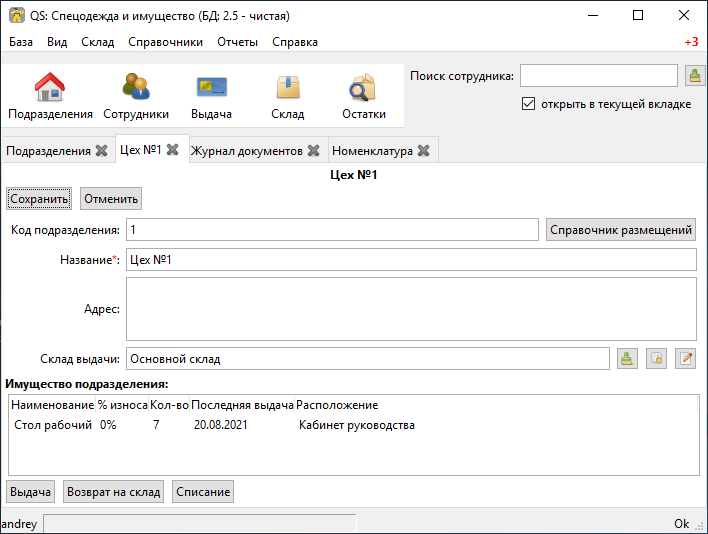 QS: Спецодежда и имущество (БД: 2.5 - чистая)
База Вид Склад Справочники Отчеты Справка +3
Подразделения Сотрудники Выдача Склад Остатки
Поиск сотрудника:
открыть в текущей вкладке
Подразделения Цех №1 Журнал документов Номенклатура
Цех №1
Сохранить Отменить
Код подразделения: 1 Справочник размещений
Название*: Цех №1
Адрес:
Склад выдачи: Основной склад
Имущество подразделения:
Наименование % износа Кол-во Последняя выдача Расположение
Стол рабочий 0% 7 20.08.2021 Кабинет руководства
Выдача Возврат на склад Списание
andrey Ok